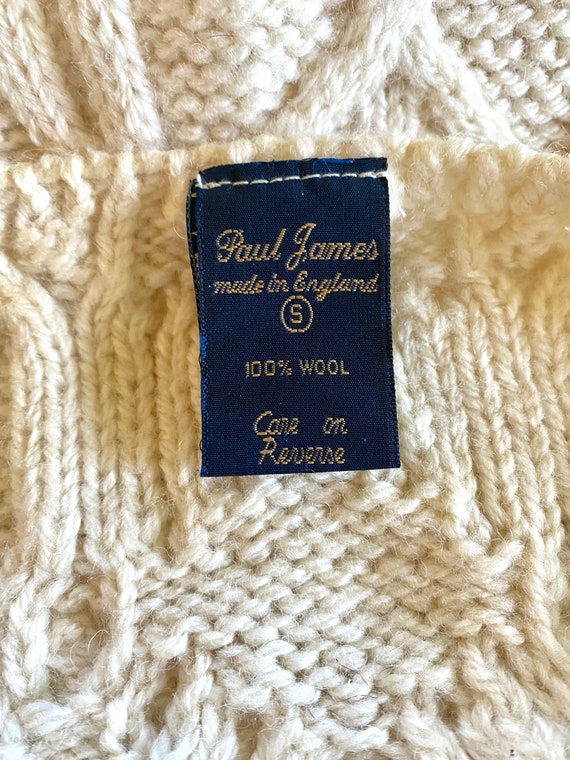 Paul James
made in England
S
100% WOOL
Care on
Reverse